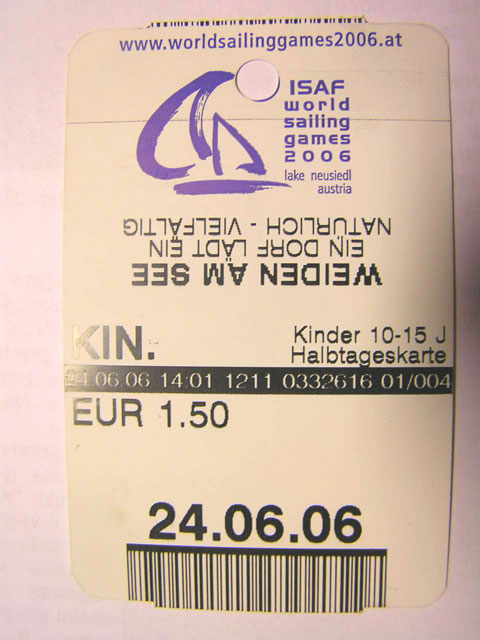 www.worldsailinggames2006.at
ISAF
world
sailing
games
2006
lake neusiedl
austria
WEIDEN AM SEE
EIN DORF LÄDT EIN
NATÜRLICH - VIELFÄLTIG
KIN.
Kinder 10-15 J
Halbtageskarte
24.06.06 14:01 1211 0332616 01/004
EUR 1.50
24.06.06